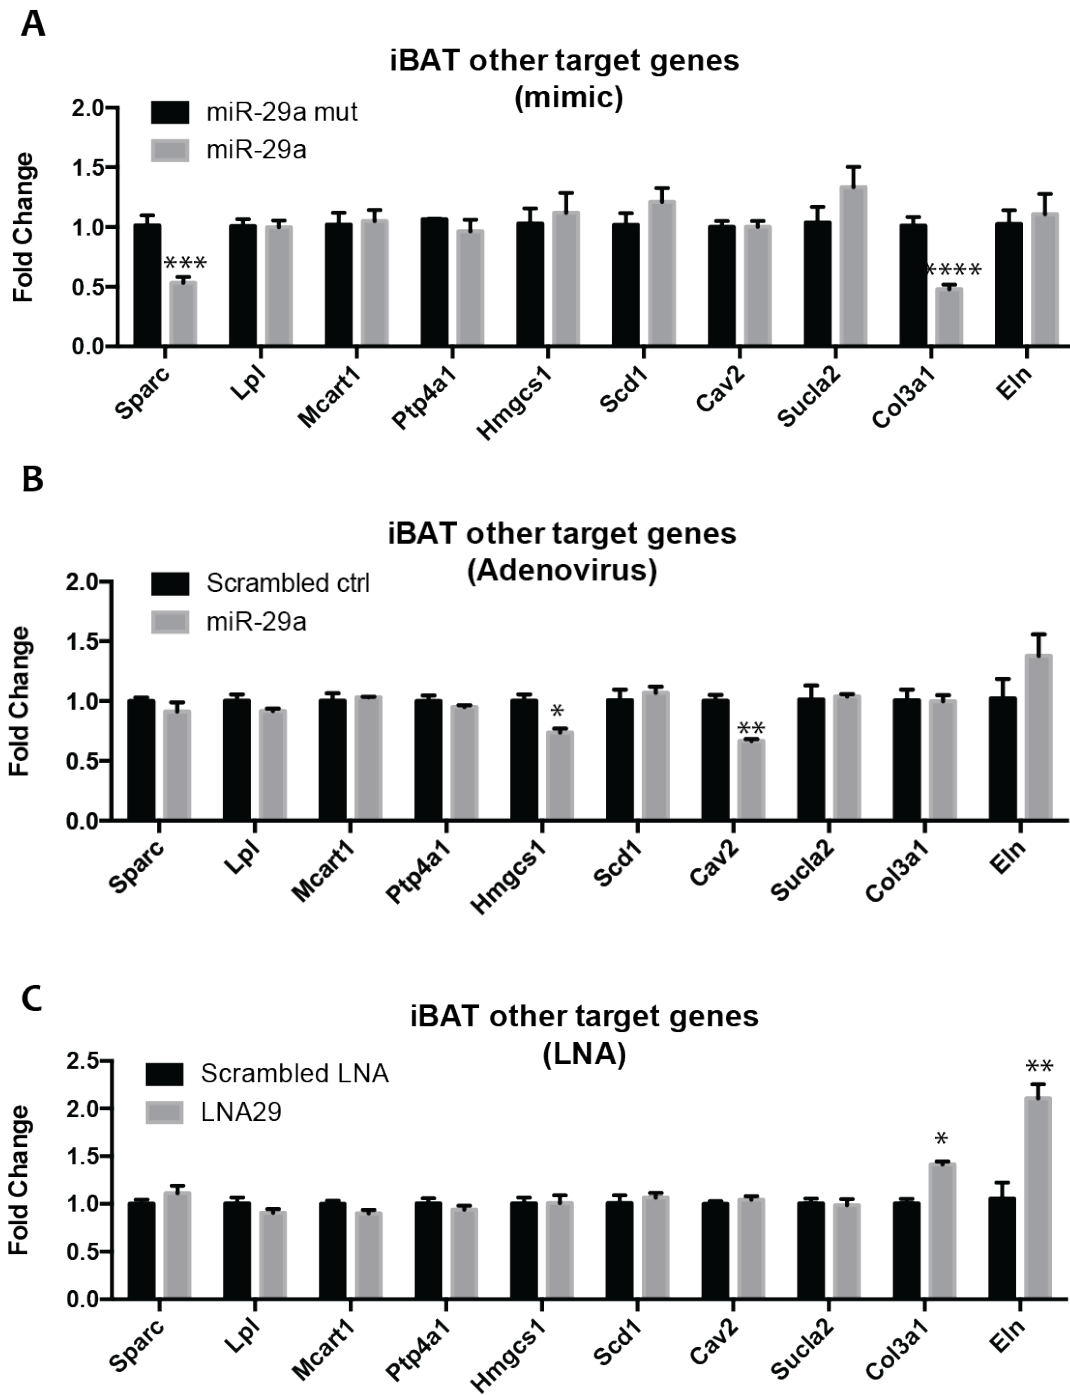 A
iBAT other target genes
(mimic)
miR-29a mut
miR-29a
Fold Change
2.0
1.5
1.0
0.5
0.0
***
****
Sparc
Lpl
Mcart1
Ptp4a1
Hmgcs1
Scd1
Cav2
Sucla2
Col3a1
Eln
B
iBAT other target genes
(Adenovirus)
Scrambled ctrl
miR-29a
Fold Change
2.0
1.5
1.0
0.5
0.0
*
**
Sparc
Lpl
Mcart1
Ptp4a1
Hmgcs1
Scd1
Cav2
Sucla2
Col3a1
Eln
C
iBAT other target genes
(LNA)
Scrambled LNA
LNA29
Fold Change
2.5
2.0
1.5
1.0
0.5
0.0
*
**
Sparc
Lpl
Mcart1
Ptp4a1
Hmgcs1
Scd1
Cav2
Sucla2
Col3a1
Eln